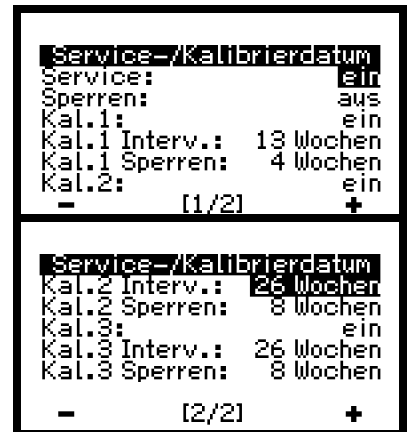 Service-/Kalibrierdatum
Service: ein
Sperren: aus
Kal.1: ein
Kal.1 Interv.: 13 Wochen
Kal.1 Sperren: 4 Wochen
Kal.2: ein
- [1/2] +
Service-/Kalibrierdatum
Kal.2 Interv.: 26 Wochen
Kal.2 Sperren: 8 Wochen
Kal.3: ein
Kal.3 Interv.: 26 Wochen
Kal.3 Sperren: 8 Wochen
- [2/2] +